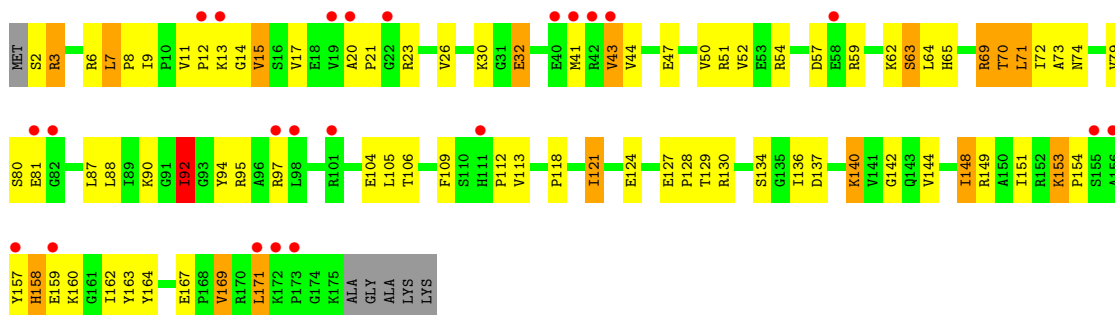 MET S2 R3 R6 L7 P8 I9 P10 V11 P12 K13 G14 V15 S16 V17 E18 V19 A20 P21 G22 R23 V26 K30 G31 E32 E40 M41 R42 V43 V44 E47 V50 R51 V52 E53 R54 D57 E58 R59 K62 S63 L64 H65 R69 T70 L71 I72 A73 N74
S80 E81 G82 L87 L88 I89 K90 G91 I92 G93 Y94 R95 A96 R97 L98 R101 E104 L105 T106 F109 S110 H111 P112 V113 P118 I121 E124 E127 P128 T129 R130 S134 G135 I136 D137 K140 V141 G142 Q143 V144 I148 R149 A150 I151 R152 K153 P154 S155
Y157 H158 E159 K160 G161 I162 Y163 Y164 E167 P168 V169 R170 L171 K172 P173 G174 K175 ALA GLY ALA LYS LYS